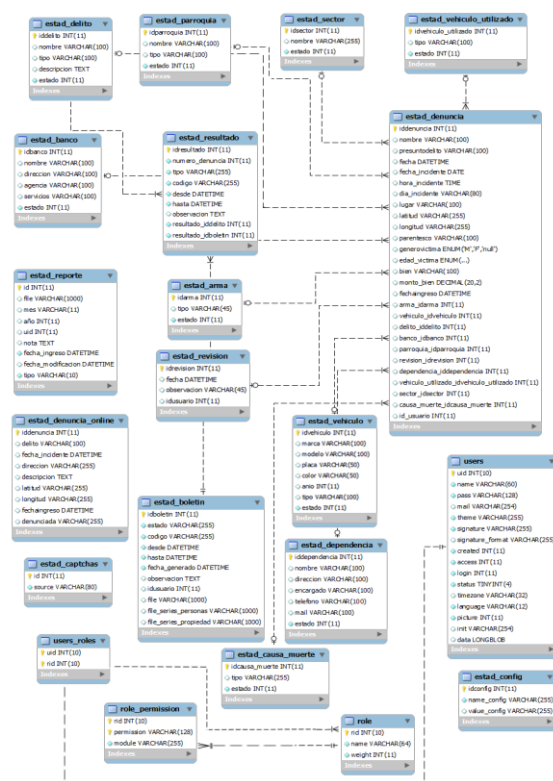 estad_delito
iddelito INT(11)
nombre VARCHAR(100)
tipo VARCHAR(100)
descripcion TEXT
estado INT(11)
Indexes
estad_parroquia
idparroquia INT(11)
nombre VARCHAR(100)
tipo VARCHAR(100)
estado INT(11)
Indexes
estad_sector
idsector INT(11)
nombre VARCHAR(255)
estado INT(11)
Indexes
estad_vehiculo_utilizado
idvehiculo_utilizado INT(11)
tipo VARCHAR(100)
estado INT(11)
Indexes
estad_banco
idbanco INT(11)
nombre VARCHAR(100)
direccion VARCHAR(100)
agencia VARCHAR(100)
servicios VARCHAR(100)
estado INT(11)
Indexes
estad_resultado
idresultado INT(11)
numero_denuncia INT(11)
tipo VARCHAR(255)
codigo VARCHAR(255)
desde DATETIME
hasta DATETIME
observacion TEXT
resultado_iddelito INT(11)
resultado_idboletin INT(11)
Indexes
estad_denuncia
iddenuncia INT(11)
nombre VARCHAR(100)
presuntodelito VARCHAR(100)
fecha DATETIME
fecha_incidente DATE
hora_incidente TIME
dia_incidente VARCHAR(80)
lugar VARCHAR(100)
latitud VARCHAR(255)
longitud VARCHAR(255)
parentesco VARCHAR(100)
generovictima ENUM('M','F','null')
edad_victima ENUM(...)
bien VARCHAR(100)
monto_bien DECIMAL(20,2)
fechaingreso DATETIME
arma_idarma INT(11)
vehiculo_idvehiculo INT(11)
delito_iddelito INT(11)
banco_idbanco INT(11)
parroquia_idparroquia INT(11)
revision_idrevision INT(11)
dependencia_iddependencia INT(11)
vehiculo_utilizado_idvehiculo_utilizado INT(11)
sector_idsector INT(11)
causa_muerte_idcausa_muerte INT(11)
id_usuario INT(11)
Indexes
estad_reporte
id INT(11)
file VARCHAR(1000)
mes VARCHAR(11)
año INT(11)
uid INT(11)
nota TEXT
fecha_ingreso DATETIME
fecha_modificacion DATETIME
tipo VARCHAR(10)
Indexes
estad_arma
idarma INT(11)
tipo VARCHAR(45)
estado INT(11)
Indexes
estad_revision
idrevision INT(11)
fecha DATETIME
observacion VARCHAR(45)
idusuario INT(11)
Indexes
estad_denuncia_online
iddenuncia INT(11)
delito VARCHAR(100)
fecha_incidente DATETIME
direccion VARCHAR(255)
descripcion TEXT
latitud VARCHAR(255)
longitud VARCHAR(255)
fechaingreso DATETIME
denunciada VARCHAR(255)
Indexes
estad_vehiculo
idvehiculo INT(11)
marca VARCHAR(100)
modelo VARCHAR(100)
placa VARCHAR(50)
color VARCHAR(50)
anio INT(11)
tipo VARCHAR(100)
estado INT(11)
Indexes
users
uid INT(10)
name VARCHAR(60)
pass VARCHAR(128)
mail VARCHAR(254)
theme VARCHAR(255)
signature VARCHAR(255)
signature_format VARCHAR(255)
created INT(11)
access INT(11)
login INT(11)
status TINYINT(4)
timezone VARCHAR(32)
language VARCHAR(12)
picture INT(11)
init VARCHAR(254)
data LONGBLOB
Indexes
estad_boletin
idboletin INT(11)
estado VARCHAR(255)
codigo VARCHAR(255)
desde DATETIME
hasta DATETIME
fecha_generado DATETIME
observacion TEXT
idusuario INT(11)
file VARCHAR(1000)
file_series_personas VARCHAR(1000)
file_series_propiedad VARCHAR(1000)
Indexes
estad_dependencia
iddependencia INT(11)
nombre VARCHAR(100)
direccion VARCHAR(100)
encargado VARCHAR(100)
telefono VARCHAR(100)
mail VARCHAR(100)
estado INT(11)
Indexes
estad_captchas
id INT(11)
source VARCHAR(80)
Indexes
users_roles
uid INT(10)
rid INT(10)
Indexes
estad_causa_muerte
idcausa_muerte INT(11)
tipo VARCHAR(255)
estado INT(11)
Indexes
estad_config
idconfig INT(11)
name_config VARCHAR(255)
value_config VARCHAR(255)
Indexes
role_permission
rid INT(10)
permission VARCHAR(128)
module VARCHAR(255)
Indexes
role
rid INT(10)
name VARCHAR(64)
weight INT(11)
Indexes